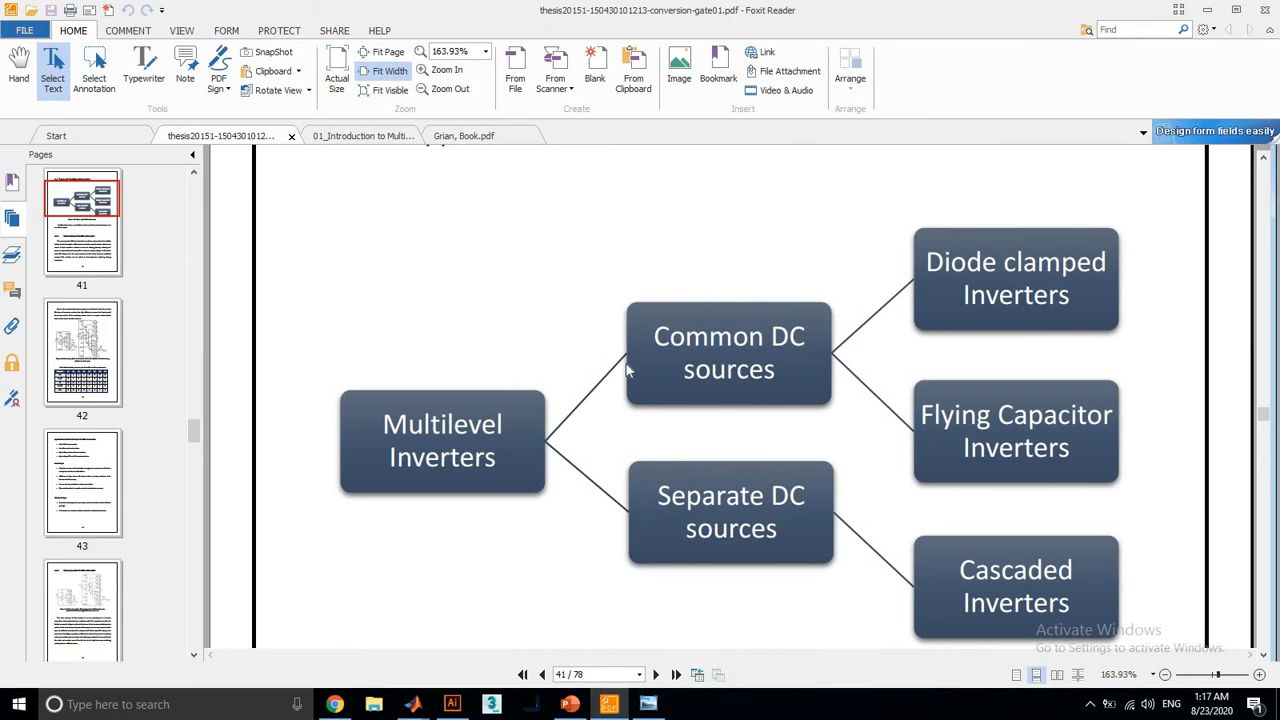 thesis20151-150430101213-conversion-gate01.pdf - Foxit Reader
FILE
HOME
COMMENT
VIEW
FORM
PROTECT
SHARE
HELP
Find
Hand
Select
Text
Select
Annotation
Typewriter
Note
PDF
Sign
SnapShot
Clipboard
Rotate View
Tools
Actual
Size
Fit Page
Fit Width
Fit Visible
163.93%
Zoom In
Zoom Out
Zoom
From
File
From
Scanner
Blank
From
Clipboard
Create
Image
Bookmark
Link
File Attachment
Video & Audio
Insert
Arrange
Arrange
Start
thesis20151-1504301012...
01_Introduction to Multi...
Grian, Book.pdf
Design form fields easily
Pages
41
42
43
Multilevel
Inverters
Common DC
sources
Separate DC
sources
Diode clamped
Inverters
Flying Capacitor
Inverters
Cascaded
Inverters
Activate Windows
Go to Settings to activate Windows.
41 / 78
163.93%
Type here to search
ENG
1:17 AM
8/23/2020